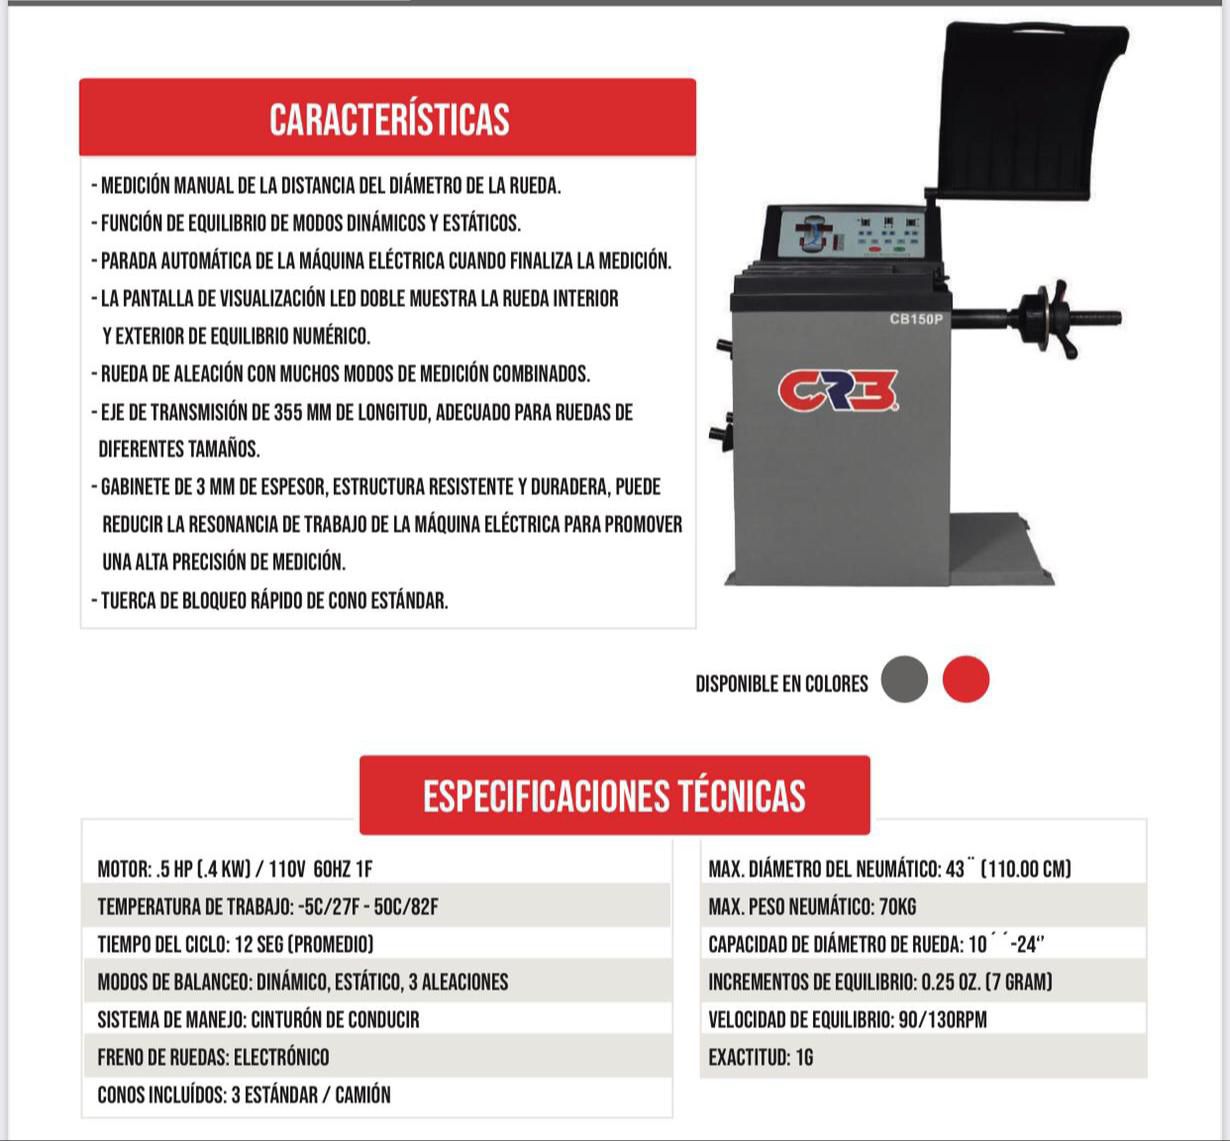 CARACTERÍSTICAS
- MEDICIÓN MANUAL DE LA DISTANCIA DEL DIÁMETRO DE LA RUEDA.
- FUNCIÓN DE EQUILIBRIO DE MODOS DINÁMICOS Y ESTÁTICOS.
- PARADA AUTOMÁTICA DE LA MÁQUINA ELÉCTRICA CUANDO FINALIZA LA MEDICIÓN.
- LA PANTALLA DE VISUALIZACIÓN LED DOBLE MUESTRA LA RUEDA INTERIOR
Y EXTERIOR DE EQUILIBRIO NUMÉRICO.
- RUEDA DE ALEACIÓN CON MUCHOS MODOS DE MEDICIÓN COMBINADOS.
- EJE DE TRANSMISIÓN DE 355 MM DE LONGITUD, ADECUADO PARA RUEDAS DE
DIFERENTES TAMAÑOS.
- GABINETE DE 3 MM DE ESPESOR, ESTRUCTURA RESISTENTE Y DURADERA, PUEDE
REDUCIR LA RESONANCIA DE TRABAJO DE LA MÁQUINA ELÉCTRICA PARA PROMOVER
UNA ALTA PRECISIÓN DE MEDICIÓN.
- TUERCA DE BLOQUEO RÁPIDO DE CONO ESTÁNDAR.
CB150P
CR3
DISPONIBLE EN COLORES
ESPECIFICACIONES TÉCNICAS
MOTOR: .5 HP (.4 KW) / 110V 60HZ 1F
TEMPERATURA DE TRABAJO: -5C/27F - 50C/82F
TIEMPO DEL CICLO: 12 SEG (PROMEDIO)
MODOS DE BALANCEO: DINÁMICO, ESTÁTICO, 3 ALEACIONES
SISTEMA DE MANEJO: CINTURÓN DE CONDUCIR
FRENO DE RUEDAS: ELECTRÓNICO
CONOS INCLUÍDOS: 3 ESTÁNDAR / CAMIÓN
MAX. DIÁMETRO DEL NEUMÁTICO: 43¨ (110.00 CM)
MAX. PESO NEUMÁTICO: 70KG
CAPACIDAD DE DIÁMETRO DE RUEDA: 10´´-24‘’
INCREMENTOS DE EQUILIBRIO: 0.25 OZ. (7 GRAM)
VELOCIDAD DE EQUILIBRIO: 90/130RPM
EXACTITUD: 1G